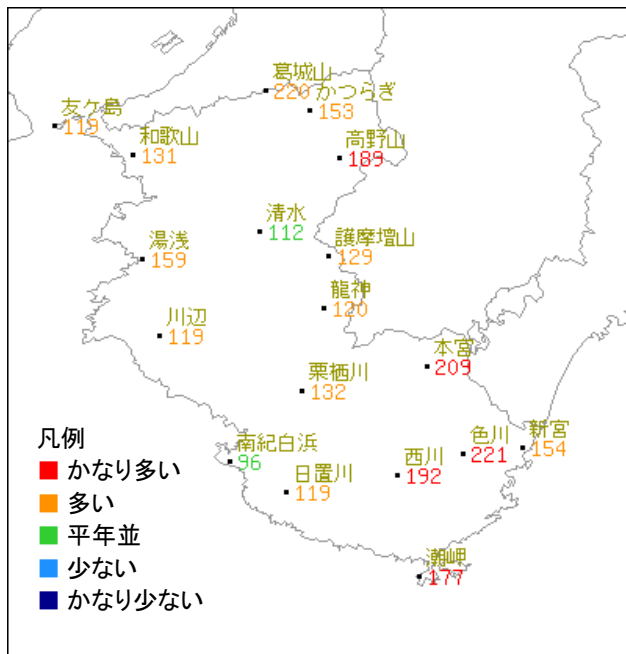 葛城山
220
かつらぎ
153
友ケ島
119
和歌山
131
高野山
189
清水
112
護摩壇山
129
湯浅
159
龍神
120
川辺
119
本宮
209
栗栖川
132
南紀白浜
96
日置川
119
西川
192
色川
221
新宮
154
潮岬
177
凡例
かなり多い
多い
平年並
少ない
かなり少ない